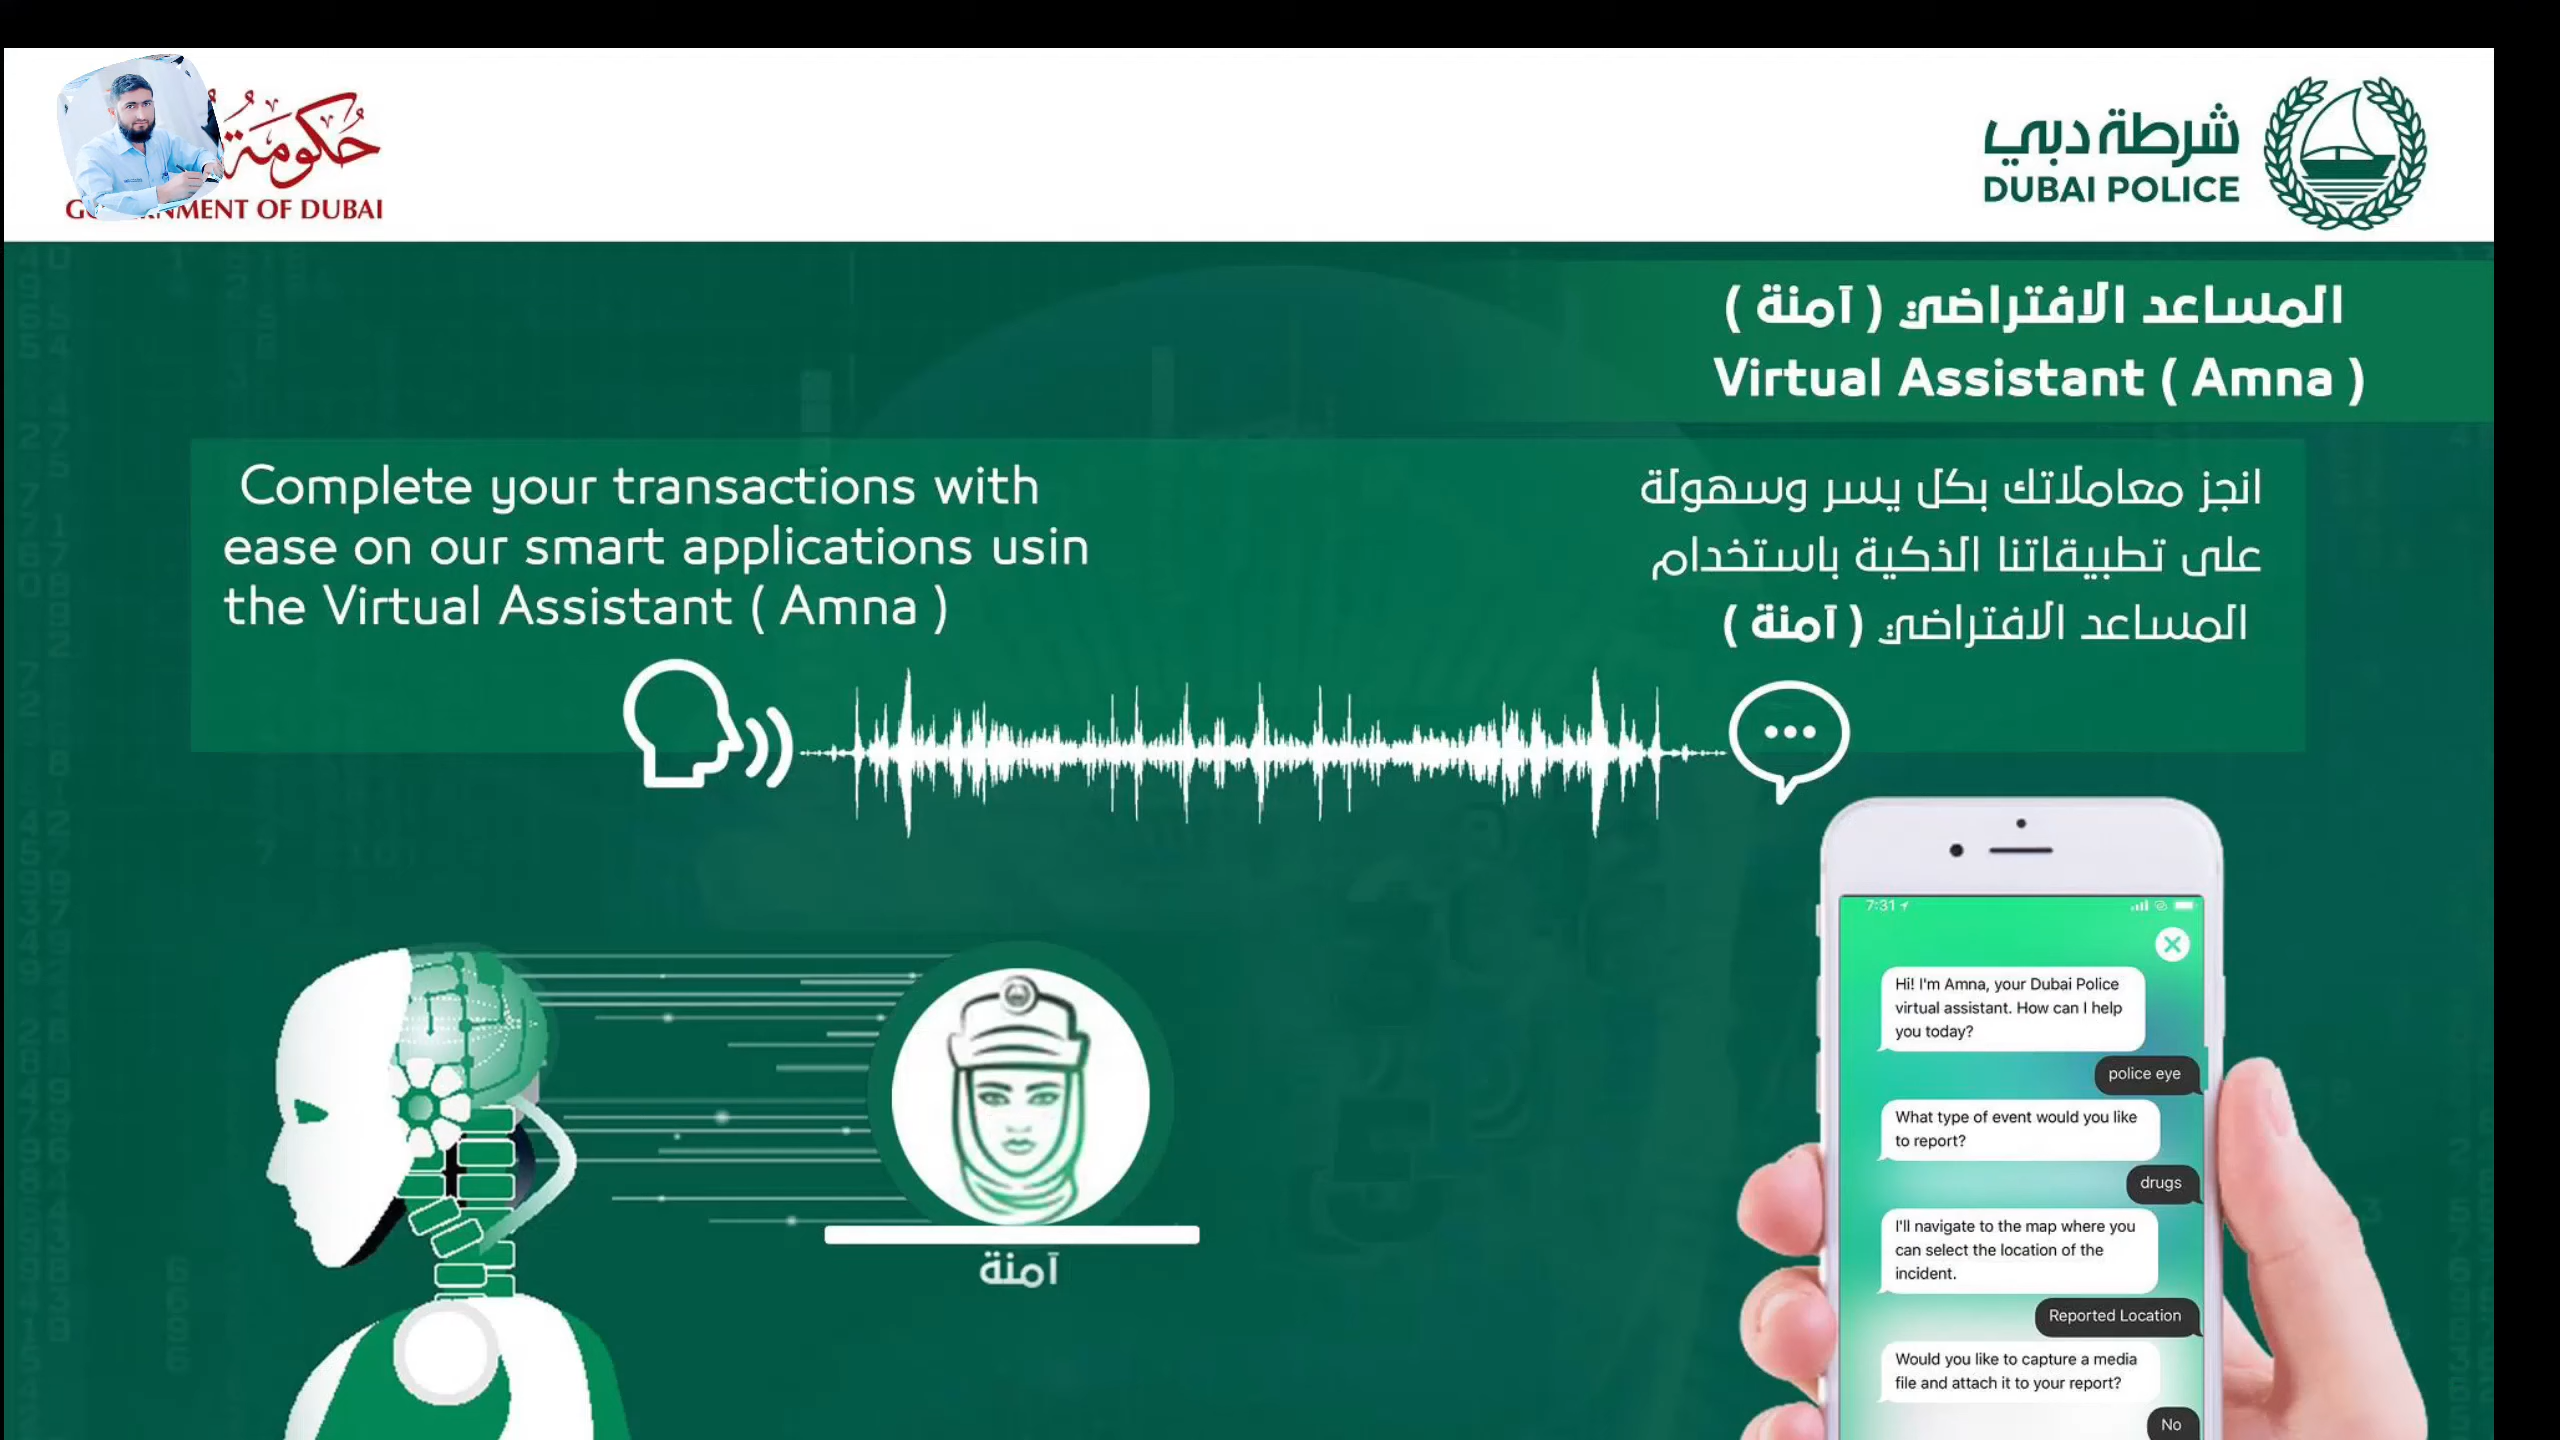 حكومة
GOVERNMENT OF DUBAI
شرطة دبي
DUBAI POLICE
المساعد الافتراضي ( آمنة )
Virtual Assistant ( Amna )
Complete your transactions with
ease on our smart applications usin
the Virtual Assistant ( Amna )
انجز معاملاتك بكل يسر وسهولة
على تطبيقاتنا الذكية باستخدام
المساعد الافتراضي ( آمنة )
آمنة
7:31
Hi! I'm Amna, your Dubai Police
virtual assistant. How can I help
you today?
police eye
What type of event would you like
to report?
drugs
I'll navigate to the map where you
can select the location of the
incident.
Reported Location
Would you like to capture a media
file and attach it to your report?
No